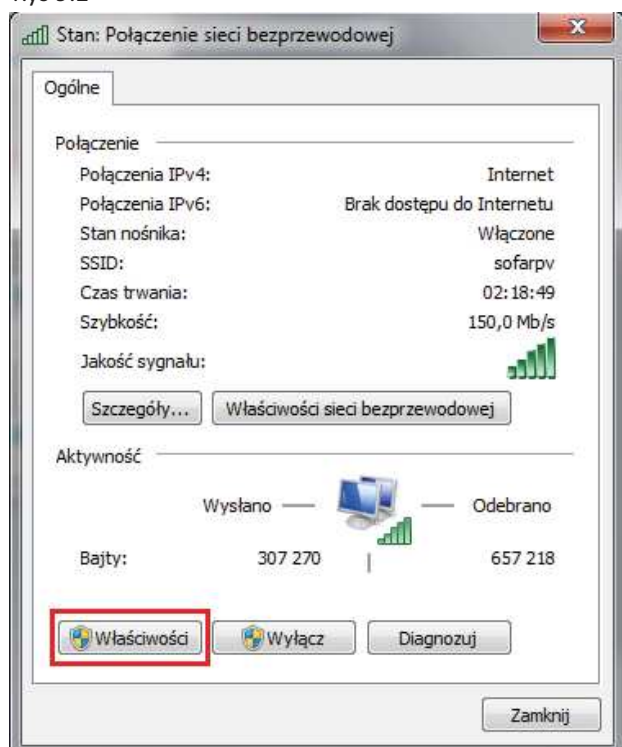 Stan: Połączenie sieci bezprzewodowej
Ogólne
Połączenie
Połączenia IPv4: Internet
Połączenia IPv6: Brak dostępu do Internetu
Stan nośnika: Włączone
SSID: sofarpv
Czas trwania: 02:18:49
Szybkość: 150,0 Mb/s
Jakość sygnału:
Szczegóły... Właściwości sieci bezprzewodowej
Aktywność
Wysłano — Odebrano
Bajty: 307 270 | 657 218
Właściwości Wyłącz Diagnozuj
Zamknij